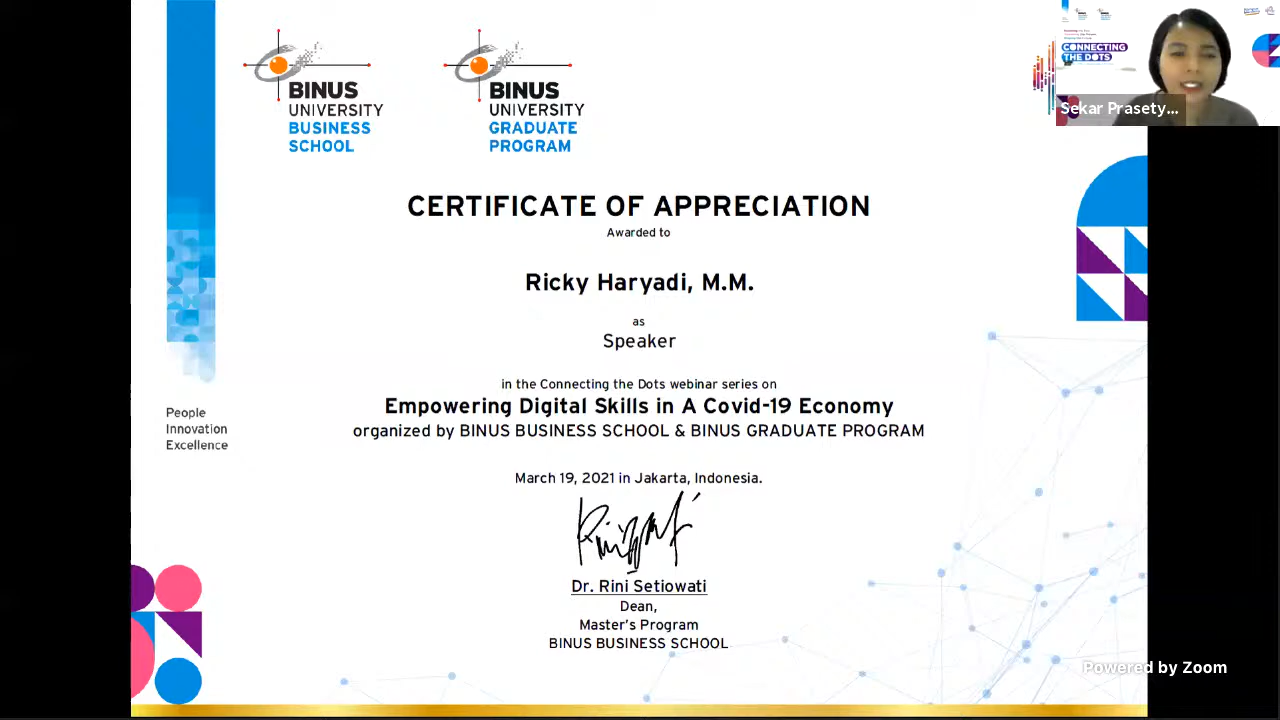 BINUS
UNIVERSITY
BUSINESS
SCHOOL
BINUS
UNIVERSITY
GRADUATE
PROGRAM
CONNECTING
THE DOTS
Sekar Prasety...
CERTIFICATE OF APPRECIATION
Awarded to
Ricky Haryadi, M.M.
as
Speaker
in the Connecting the Dots webinar series on
Empowering Digital Skills in A Covid-19 Economy
organized by BINUS BUSINESS SCHOOL & BINUS GRADUATE PROGRAM
People
Innovation
Excellence
March 19, 2021 in Jakarta, Indonesia.
Dr. Rini Setiowati
Dean,
Master's Program
BINUS BUSINESS SCHOOL
Powered by Zoom